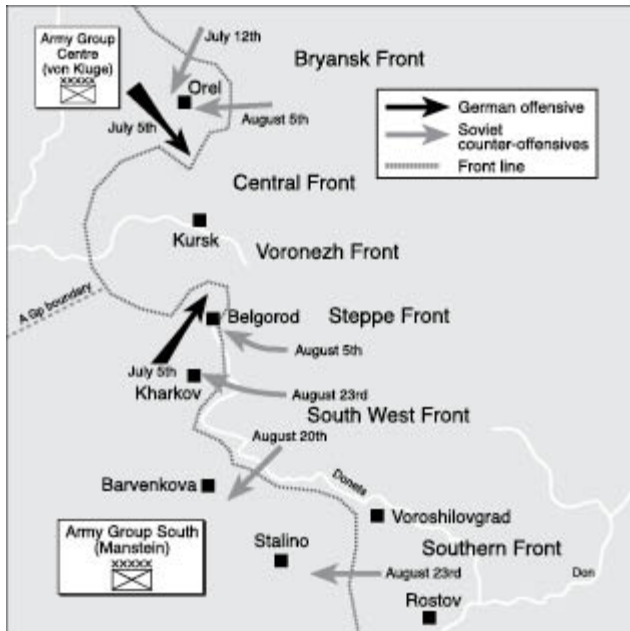 Army Group
Centre
(von Kluge)
XXXXX
July 12th
Bryansk Front
Orel
July 5th
August 5th
German offensive
Soviet
counter-offensives
Front line
Central Front
Kursk
Voronezh Front
A Gp boundary
Belgorod
Steppe Front
August 5th
July 5th
Kharkov
August 23rd
South West Front
August 20th
Barvenkova
Donets
Voroshilovgrad
Army Group South
(Manstein)
XXXXX
Stalino
Southern Front
August 23rd
Don
Rostov